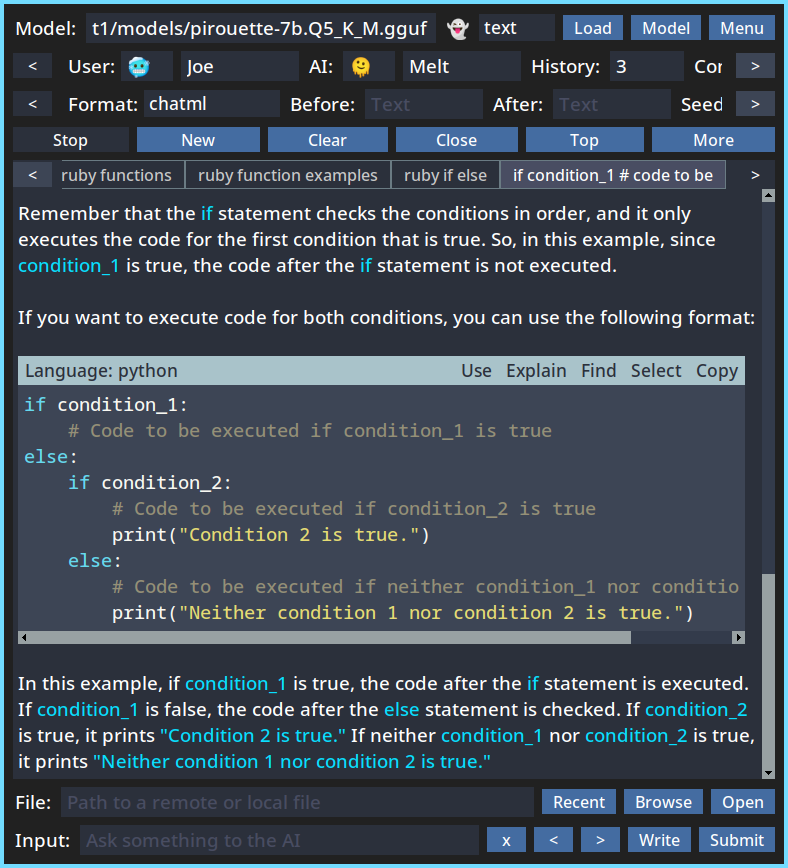 Model: t1/models/pirouette-7b.Q5_K_M.gguf 👻 text Load Model Menu
< User: 🥶 Joe AI: 🫠 Melt History: 3 Cor >
< Format: chatml Before: Text After: Text Seed >
Stop New Clear Close Top More
< ruby functions ruby function examples ruby if else if condition_1 # code to be >
Remember that the if statement checks the conditions in order, and it only
executes the code for the first condition that is true. So, in this example, since
condition_1 is true, the code after the if statement is not executed.
If you want to execute code for both conditions, you can use the following format:
Language: python Use Explain Find Select Copy
if condition_1:
    # Code to be executed if condition_1 is true
else:
    if condition_2:
        # Code to be executed if condition_2 is true
        print("Condition 2 is true.")
    else:
        # Code to be executed if neither condition_1 nor conditio
        print("Neither condition 1 nor condition 2 is true.")
In this example, if condition_1 is true, the code after the if statement is executed.
If condition_1 is false, the code after the else statement is checked. If condition_2
is true, it prints "Condition 2 is true." If neither condition_1 nor condition_2 is true,
it prints "Neither condition 1 nor condition 2 is true."
File: Path to a remote or local file Recent Browse Open
Input: Ask something to the AI x < > Write Submit